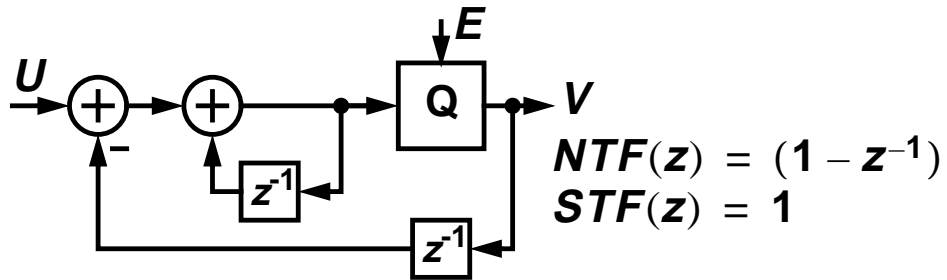 E
U
+
+
Q
V
−
z⁻¹
NTF(z) = (1 − z⁻¹)
STF(z) = 1
z⁻¹